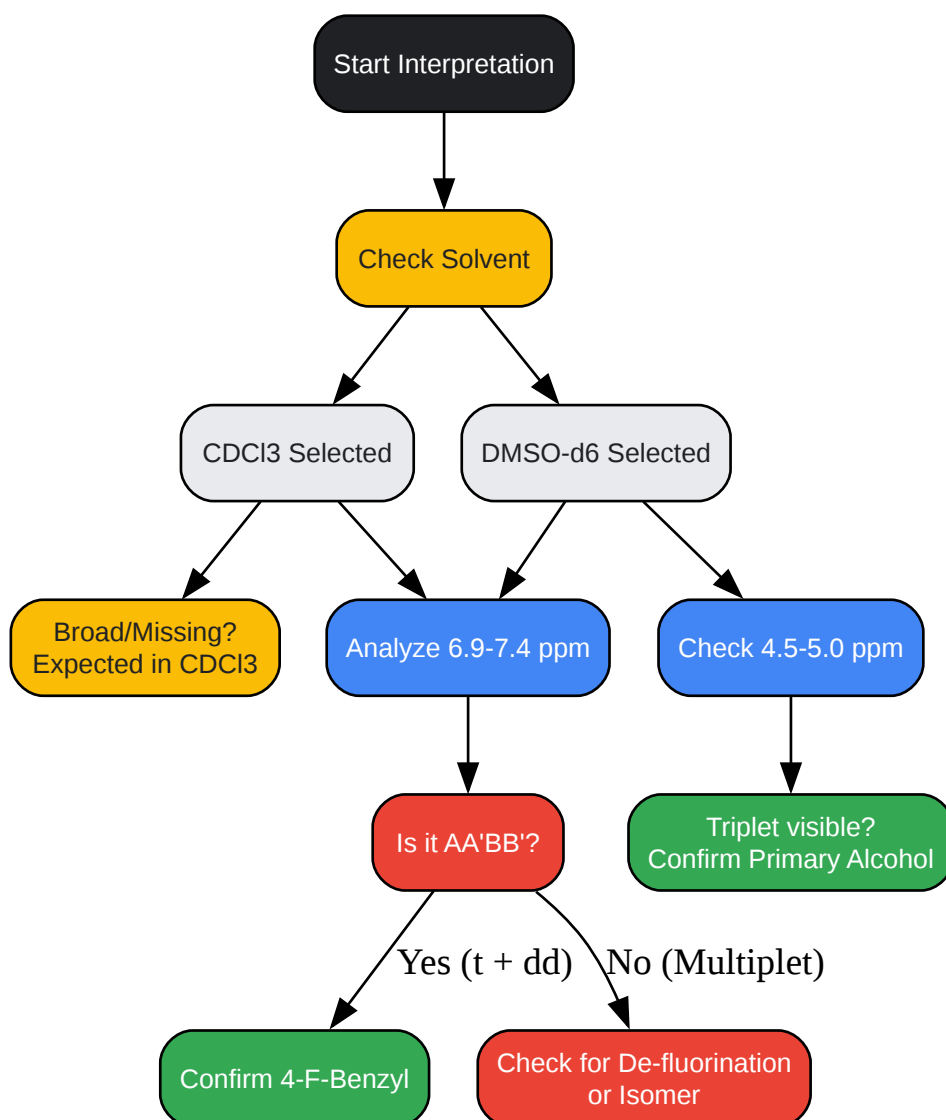 Start Interpretation
Check Solvent
CDCl3 Selected
DMSO-d6 Selected
Broad/Missing?
Expected in CDCl3
Analyze 6.9-7.4 ppm
Check 4.5-5.0 ppm
Is it AA'BB'?
Triplet visible?
Confirm Primary Alcohol
Yes (t + dd)
No (Multiplet)
Confirm 4-F-Benzyl
Check for De-fluorination
or Isomer